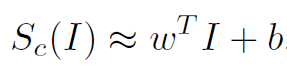 S_c(I) ≈ w^T I + b.